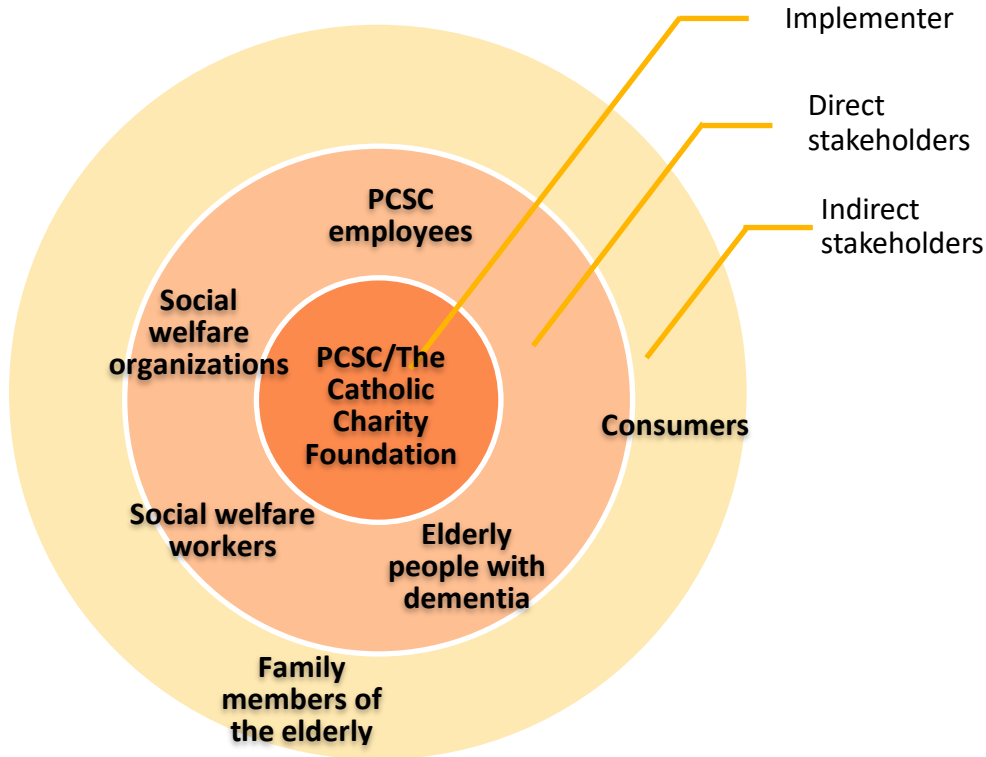 Implementer
Direct
stakeholders
Indirect
stakeholders
PCSC
employees
Social
welfare
organizations
PCSC/The
Catholic
Charity
Foundation
Consumers
Social welfare
workers
Elderly
people with
dementia
Family
members of
the elderly